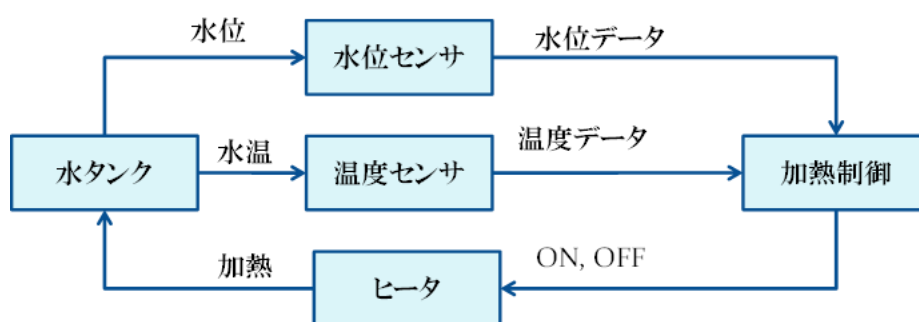 水位
水位センサ
水位データ
水タンク
水温
温度センサ
温度データ
加熱制御
加熱
ヒータ
ON, OFF